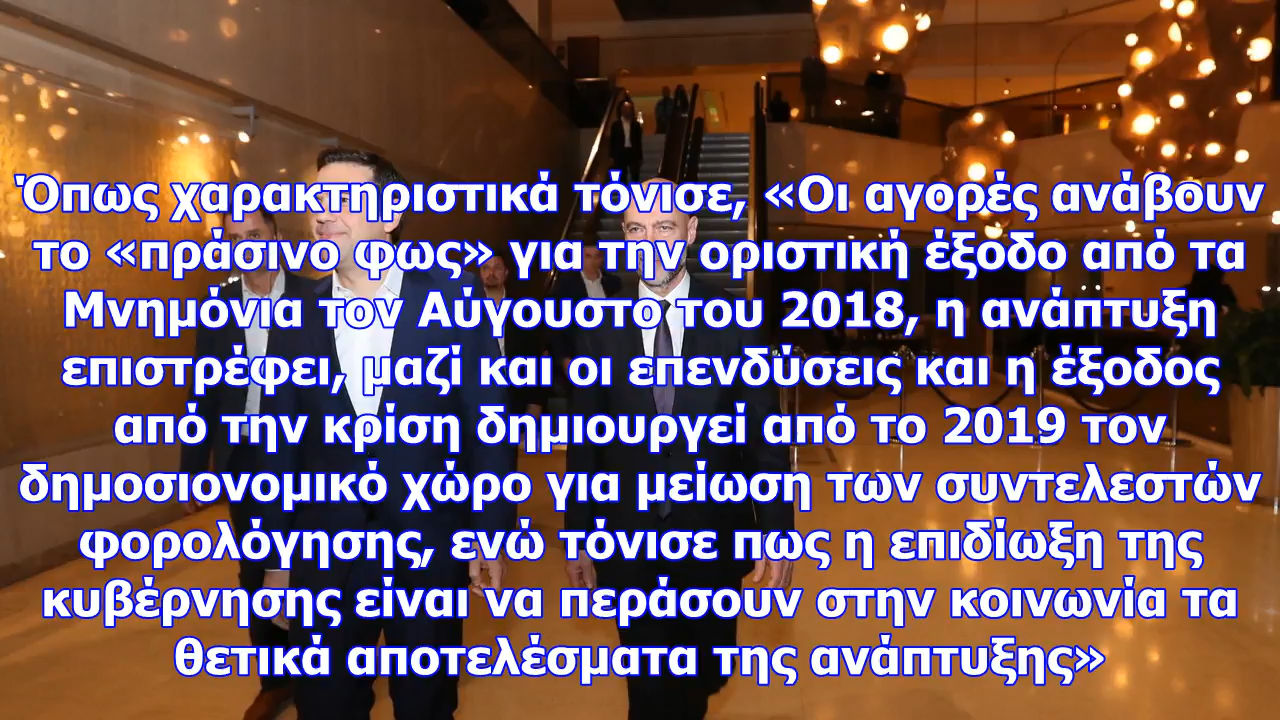 Όπως χαρακτηριστικά τόνισε, «Οι αγορές ανάβουν
το «πράσινο φως» για την οριστική έξοδο από τα
Μνημόνια τον Αύγουστο του 2018, η ανάπτυξη
επιστρέφει, μαζί και οι επενδύσεις και η έξοδος
από την κρίση δημιουργεί από το 2019 τον
δημοσιονομικό χώρο για μείωση των συντελεστών
φορολόγησης, ενώ τόνισε πως η επιδίωξη της
κυβέρνησης είναι να περάσουν στην κοινωνία τα
θετικά αποτελέσματα της ανάπτυξης»